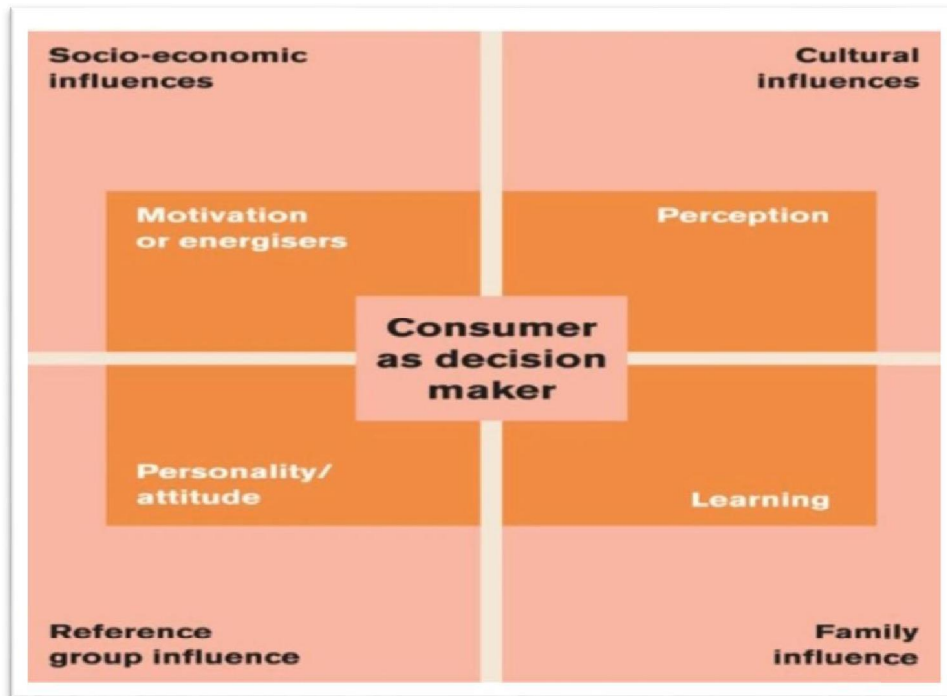 Socio-economic
influences
Cultural
influences
Motivation
or energisers
Perception
Consumer
as decision
maker
Personality/
attitude
Learning
Reference
group influence
Family
influence